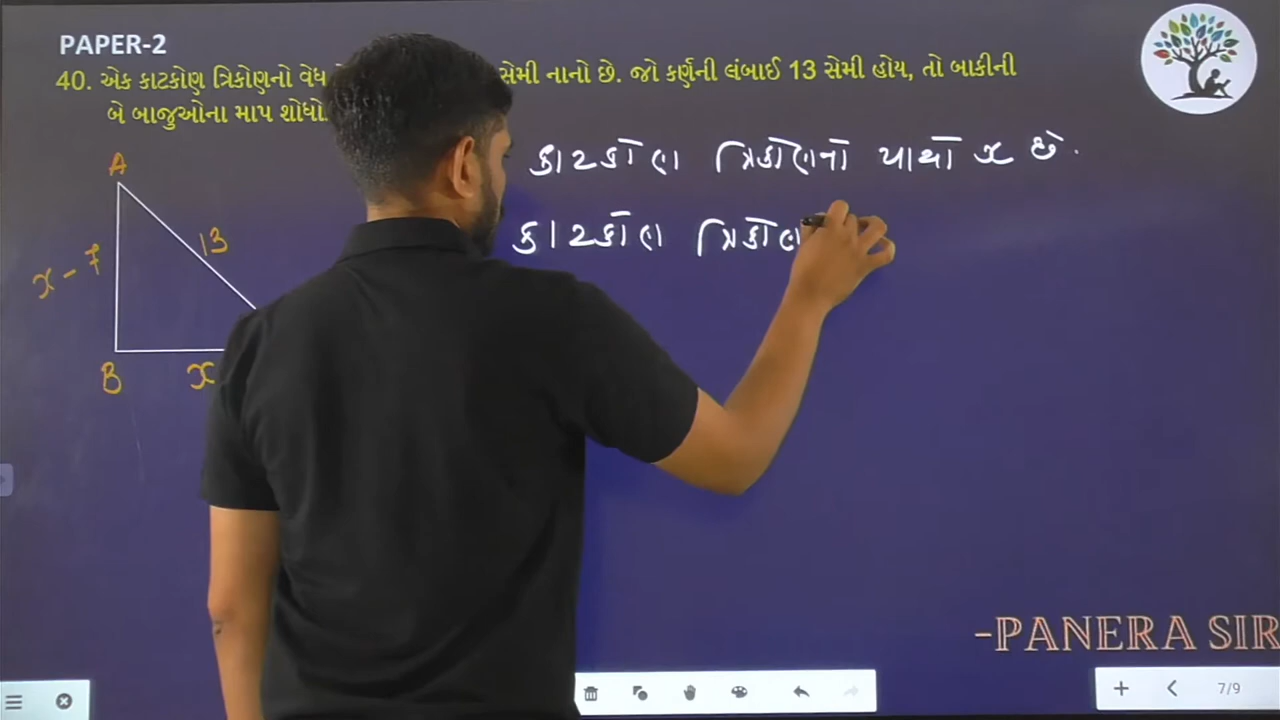 PAPER-2
40. એક કાટકોણ ત્રિકોણનો વેધ સેમી નાનો છે. જો કર્ણની લંબાઈ 13 સેમી હોય, તો બાકીની
બે બાજુઓના માપ શોધો.
A
કાટકોણ ત્રિકોણનો પાયો x છે.
કાટકોણ ત્રિકોણ
13
x - 7
B
x
-PANERA SIR
7/9